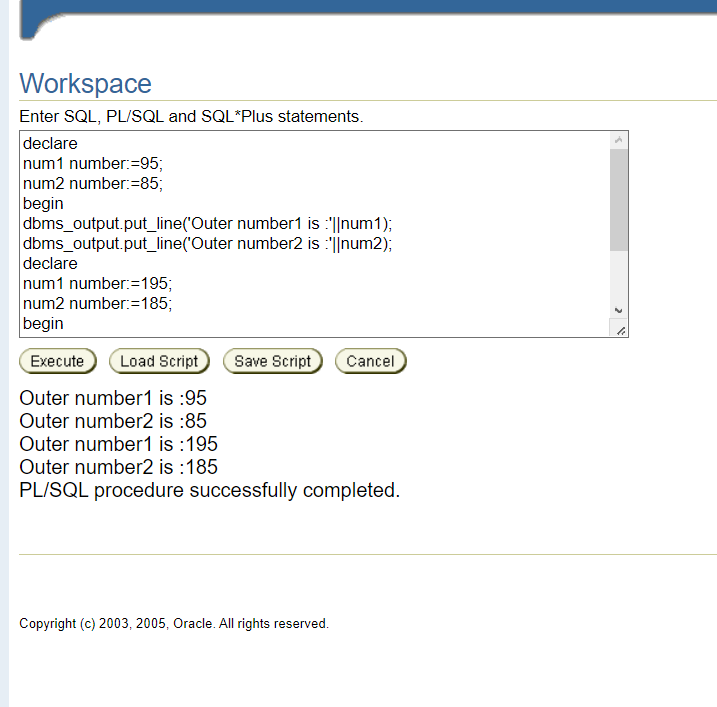 Workspace
Enter SQL, PL/SQL and SQL*Plus statements.
declare
num1 number:=95;
num2 number:=85;
begin
dbms_output.put_line('Outer number1 is :'||num1);
dbms_output.put_line('Outer number2 is :'||num2);
declare
num1 number:=195;
num2 number:=185;
begin
Execute Load Script Save Script Cancel
Outer number1 is :95
Outer number2 is :85
Outer number1 is :195
Outer number2 is :185
PL/SQL procedure successfully completed.
Copyright (c) 2003, 2005, Oracle. All rights reserved.